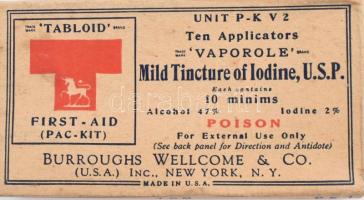 UNIT P-K V 2
TRADE MARK 'TABLOID' BRAND
Ten Applicators
TRADE MARK 'VAPOROLE' BRAND
Mild Tincture of Iodine, U.S.P.
Each contains
10 minims
Alcohol 47% Iodine 2%
POISON
For External Use Only
(See back panel for Direction and Antidote)
FIRST-AID
(PAC-KIT)
BURROUGHS WELLCOME & CO.
(U.S.A.) INC., NEW YORK, N. Y.
MADE IN U.S.A.